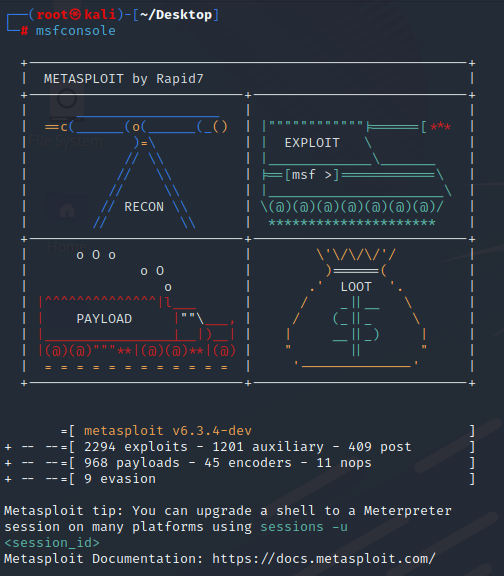 (root㉿kali)-[~/Desktop]
# msfconsole
METASPLOIT by Rapid7
==c(______(o(______(_()
)=\
EXPLOIT
==[msf >]============\
RECON
\(@)(@)(@)(@)(@)(@)(@)/
*********************
o O o
o O
o
PAYLOAD
|(@)(@)"""**|(@)(@)**|(@)
= = = = = = = = = = = =
\'\/\/\/'/
)======(
.' LOOT '.
=[ metasploit v6.3.4-dev ]
+ -- --=[ 2294 exploits - 1201 auxiliary - 409 post ]
+ -- --=[ 968 payloads - 45 encoders - 11 nops ]
+ -- --=[ 9 evasion ]
Metasploit tip: You can upgrade a shell to a Meterpreter
session on many platforms using sessions -u
<session_id>
Metasploit Documentation: https://docs.metasploit.com/